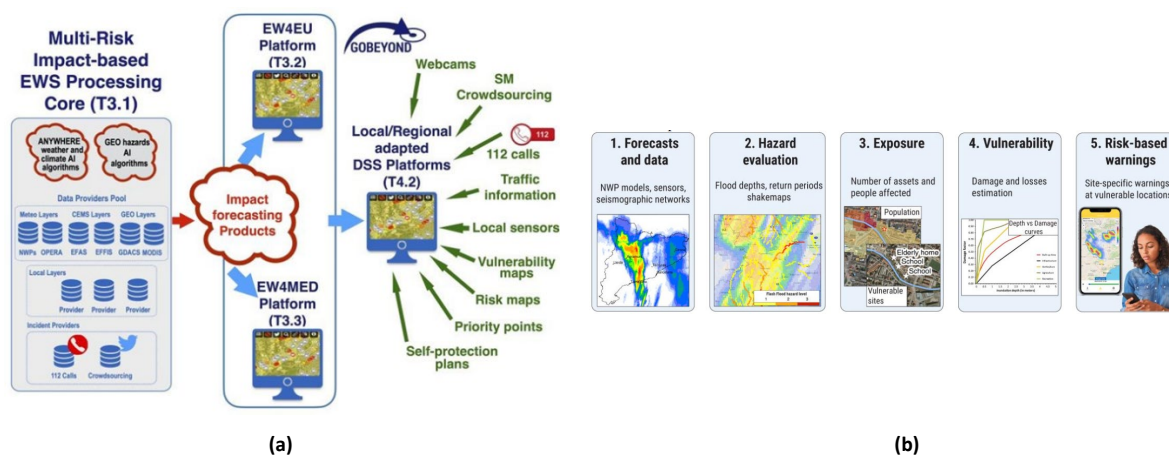 Multi-Risk
Impact-based
EWS Processing
Core (T3.1)
ANYWHERE
weather and
climate AI
algorithms
GEO hazards
AI
algorithms
Data Providers Pool
Meteo Layers
CEMS Layers
GEO Layers
NWPs
OPERA
EFAS
EFFIS
GDACS
MODIS
Local Layers
Provider
Provider
Provider
Incident Providers
112 Calls
Crowdsourcing
Impact
forecasting
Products
EW4EU
Platform
(T3.2)
EW4MED
Platform
(T3.3)
GOBEYOND
Local/Regional
adapted
DSS Platforms
(T4.2)
Webcams
SM
Crowdsourcing
112
112 calls
Traffic
information
Local sensors
Vulnerability
maps
Risk maps
Priority points
Self-protection
plans
(a)
1. Forecasts
and data
NWP models, sensors,
seismographic networks
2. Hazard
evaluation
Flood depths, return periods
shakemaps
Flash Flood hazard level
1 2 3
3. Exposure
Number of assets and
people affected
Population
Elderly home
School
School
Vulnerable
sites
4. Vulnerability
Damage and losses
estimation
Depth vs Damage
curves
5. Risk-based
warnings
Site-specific warnings
at vulnerable locations
(b)